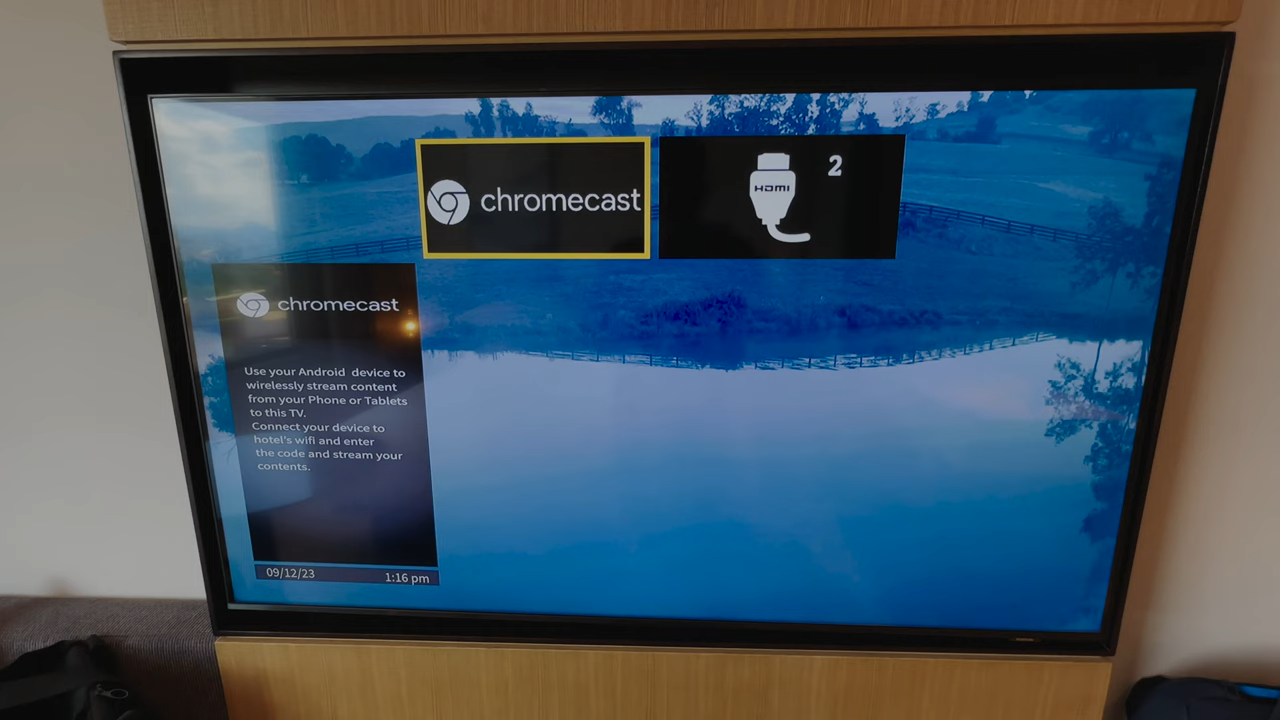 chromecast
HDMI
2
chromecast
Use your Android device to
wirelessly stream content
from your Phone or Tablets
to this TV.
Connect your device to
hotel's wifi and enter
the code and stream your
contents.
09/12/23
1:16 pm